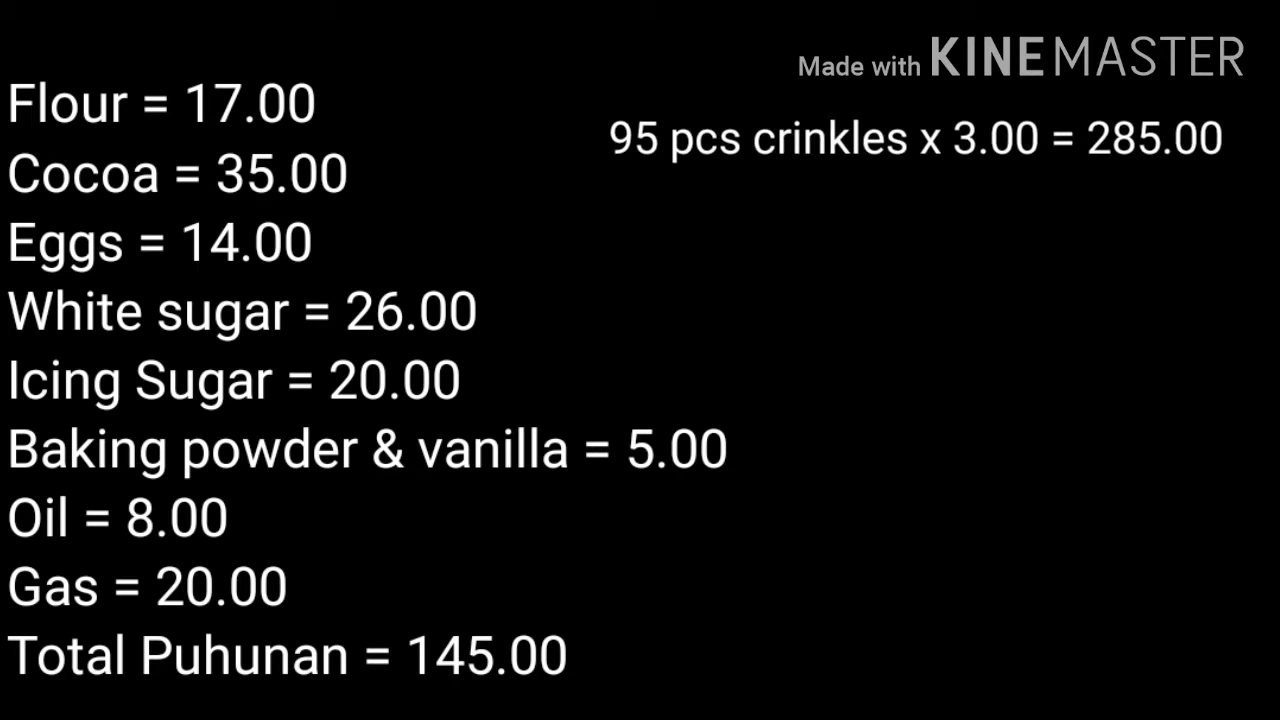 Made with KINEMASTER
Flour = 17.00
95 pcs crinkles x 3.00 = 285.00
Cocoa = 35.00
Eggs = 14.00
White sugar = 26.00
Icing Sugar = 20.00
Baking powder & vanilla = 5.00
Oil = 8.00
Gas = 20.00
Total Puhunan = 145.00